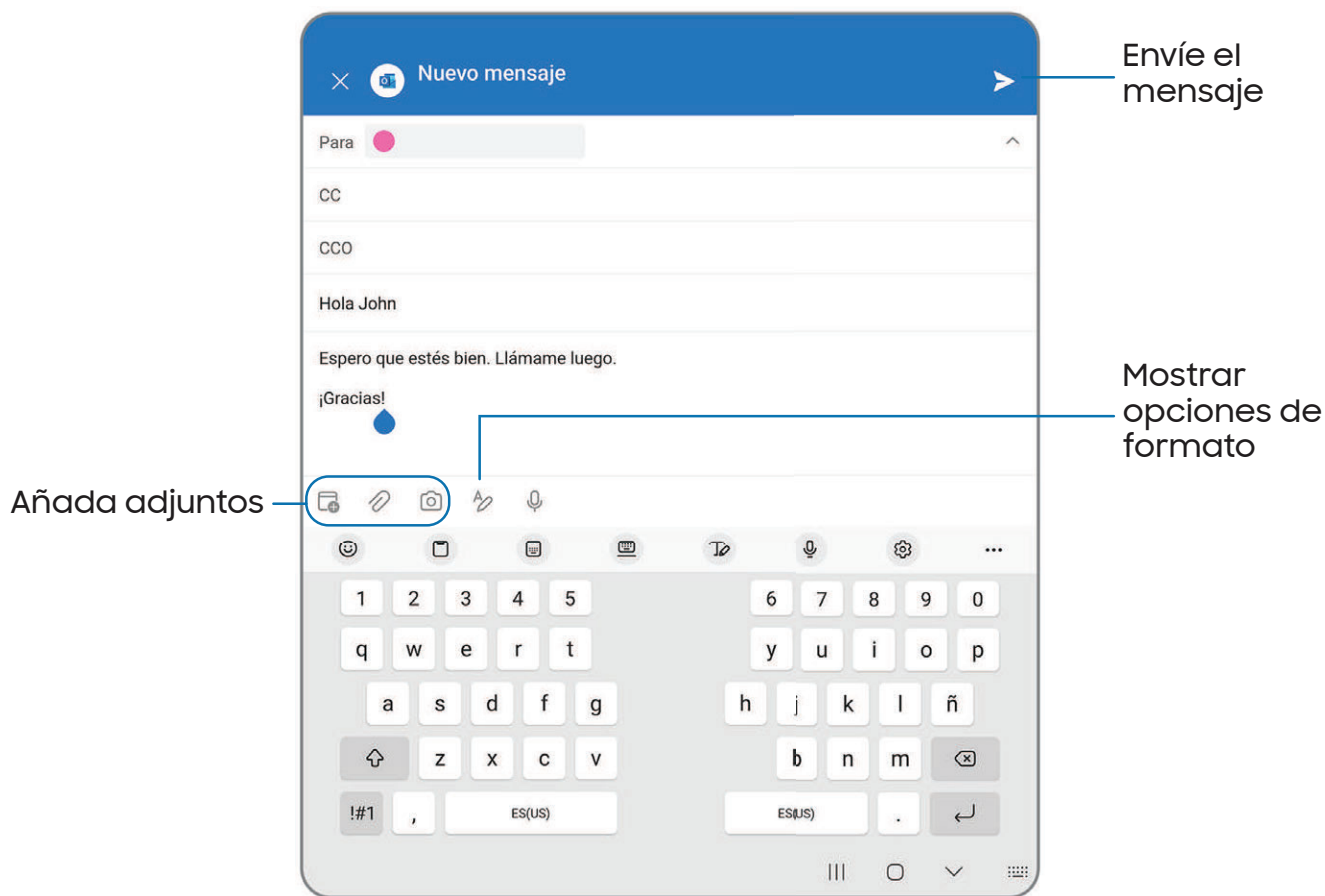 Nuevo mensaje
Envíe el
mensaje
Para
CC
CCO
Hola John
Espero que estés bien. Llámame luego.
¡Gracias!
Mostrar
opciones de
formato
Añada adjuntos
1 2 3 4 5 6 7 8 9 0
q w e r t y u i o p
a s d f g h j k l ñ
z x c v b n m
!#1 , ES(US) ES(US) .